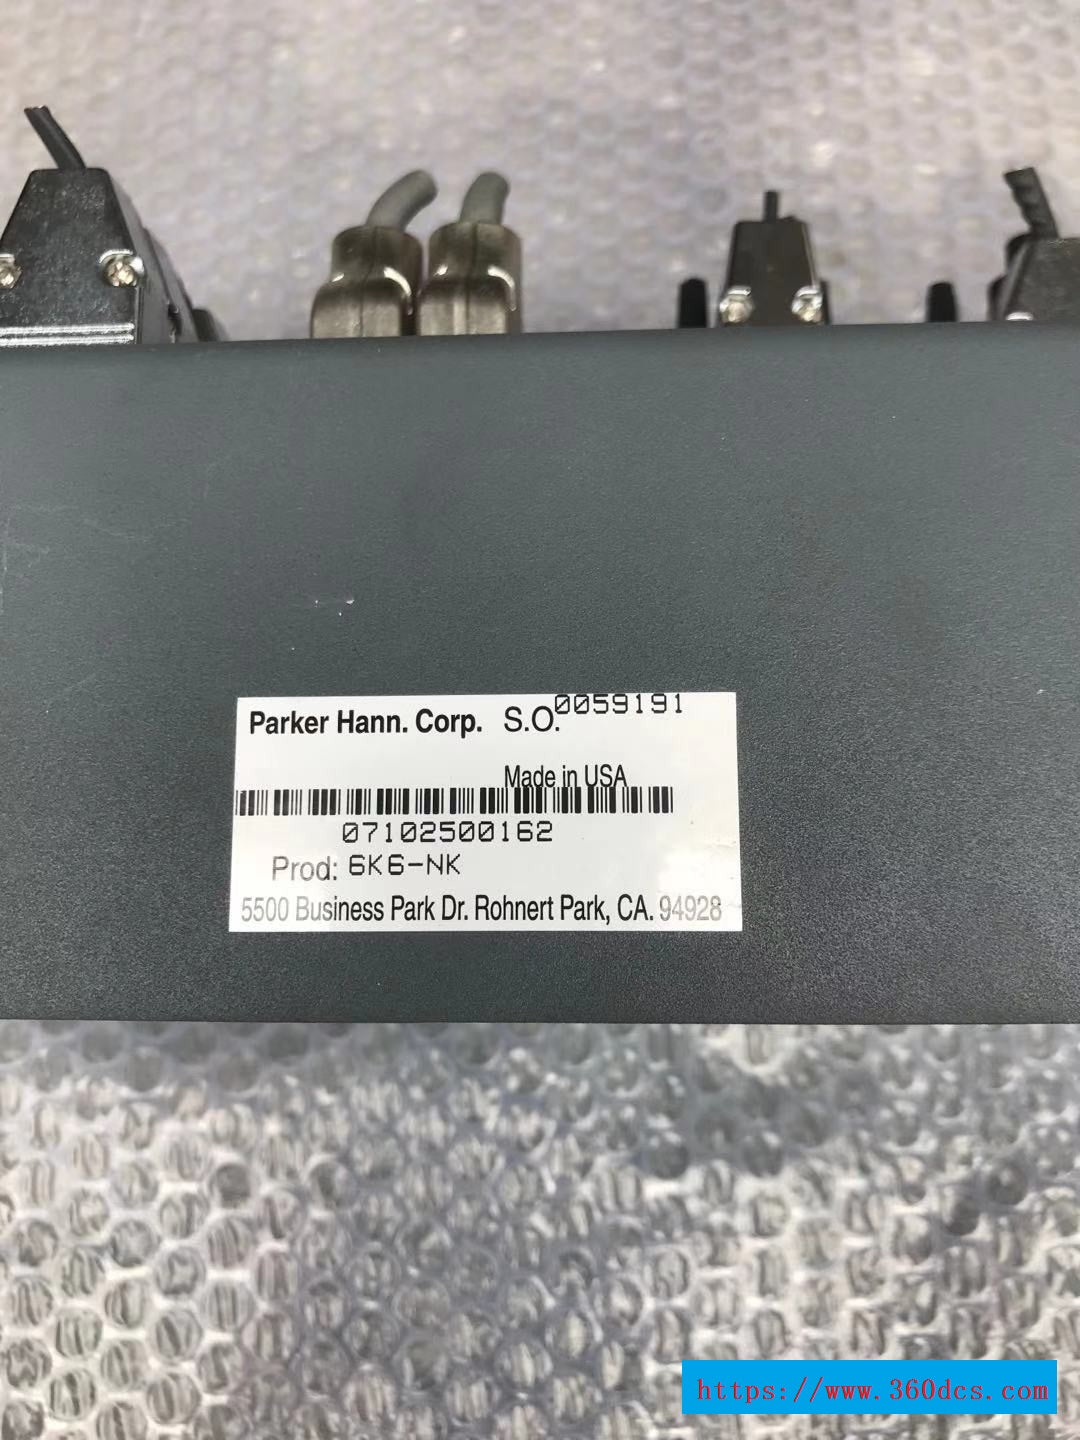 Parker Hann. Corp. S.O. 0059191
Made in USA
07102500162
Prod: 6K6-NK
5500 Business Park Dr. Rohnert Park, CA. 94928
https://www.360dcs.com